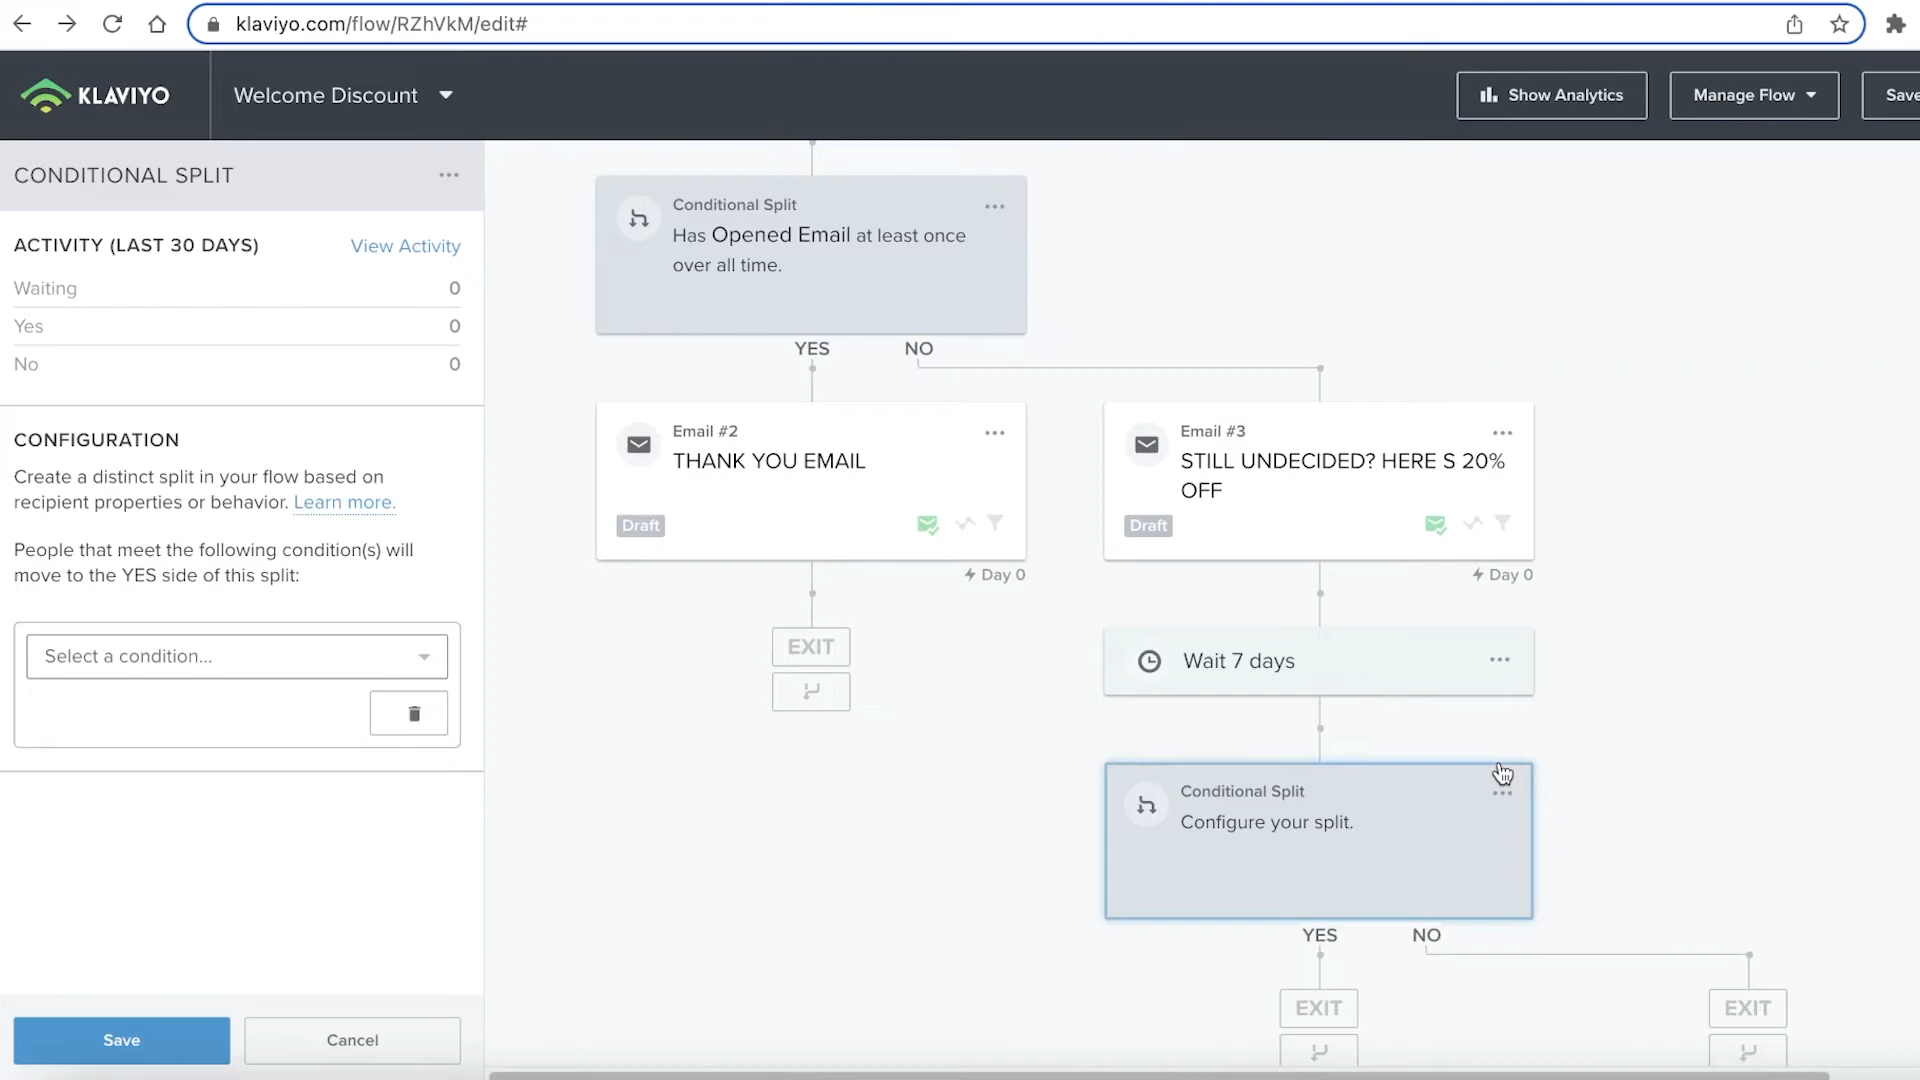 klaviyo.com/flow/RZhVkM/edit#
KLAVIYO
Welcome Discount
Show Analytics
Manage Flow
Save
CONDITIONAL SPLIT
ACTIVITY (LAST 30 DAYS)
View Activity
Waiting
0
Yes
0
No
0
CONFIGURATION
Create a distinct split in your flow based on
recipient properties or behavior. Learn more.
People that meet the following condition(s) will
move to the YES side of this split:
Select a condition...
Save
Cancel
Conditional Split
Has Opened Email at least once
over all time.
YES
NO
Email #2
THANK YOU EMAIL
Draft
Day 0
EXIT
Email #3
STILL UNDECIDED? HERE S 20%
OFF
Draft
Day 0
Wait 7 days
Conditional Split
Configure your split.
YES
NO
EXIT
EXIT